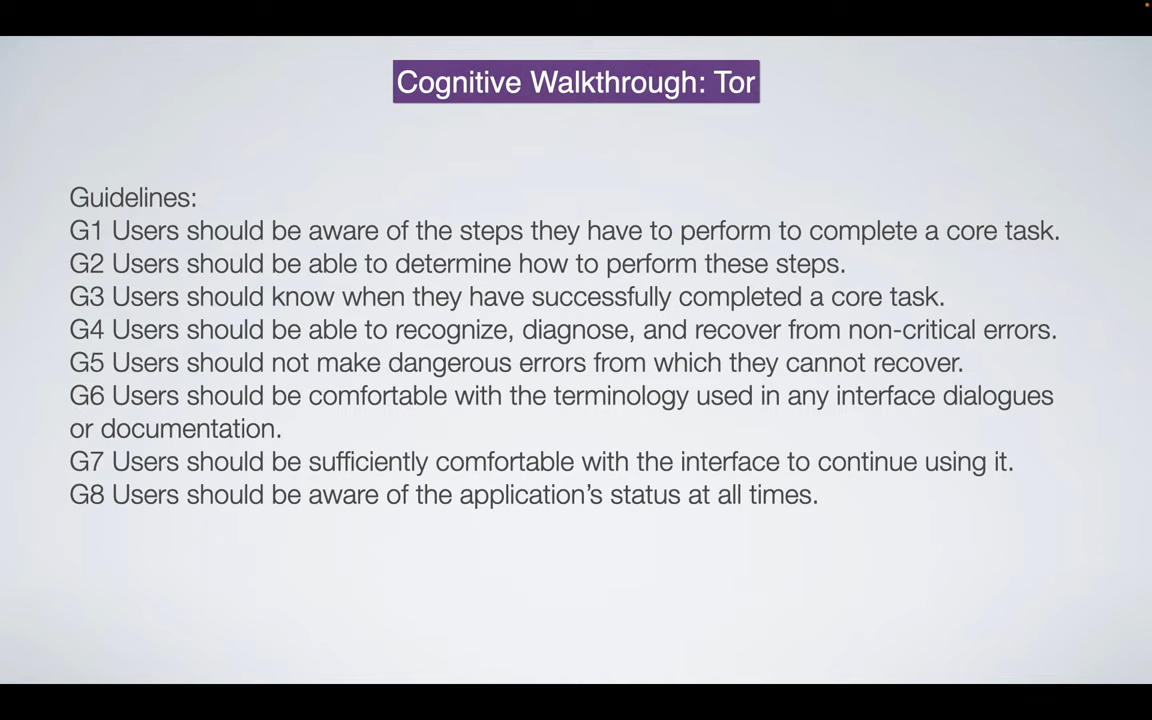 Cognitive Walkthrough: Tor
Guidelines:
G1 Users should be aware of the steps they have to perform to complete a core task.
G2 Users should be able to determine how to perform these steps.
G3 Users should know when they have successfully completed a core task.
G4 Users should be able to recognize, diagnose, and recover from non-critical errors.
G5 Users should not make dangerous errors from which they cannot recover.
G6 Users should be comfortable with the terminology used in any interface dialogues
or documentation.
G7 Users should be sufficiently comfortable with the interface to continue using it.
G8 Users should be aware of the application’s status at all times.